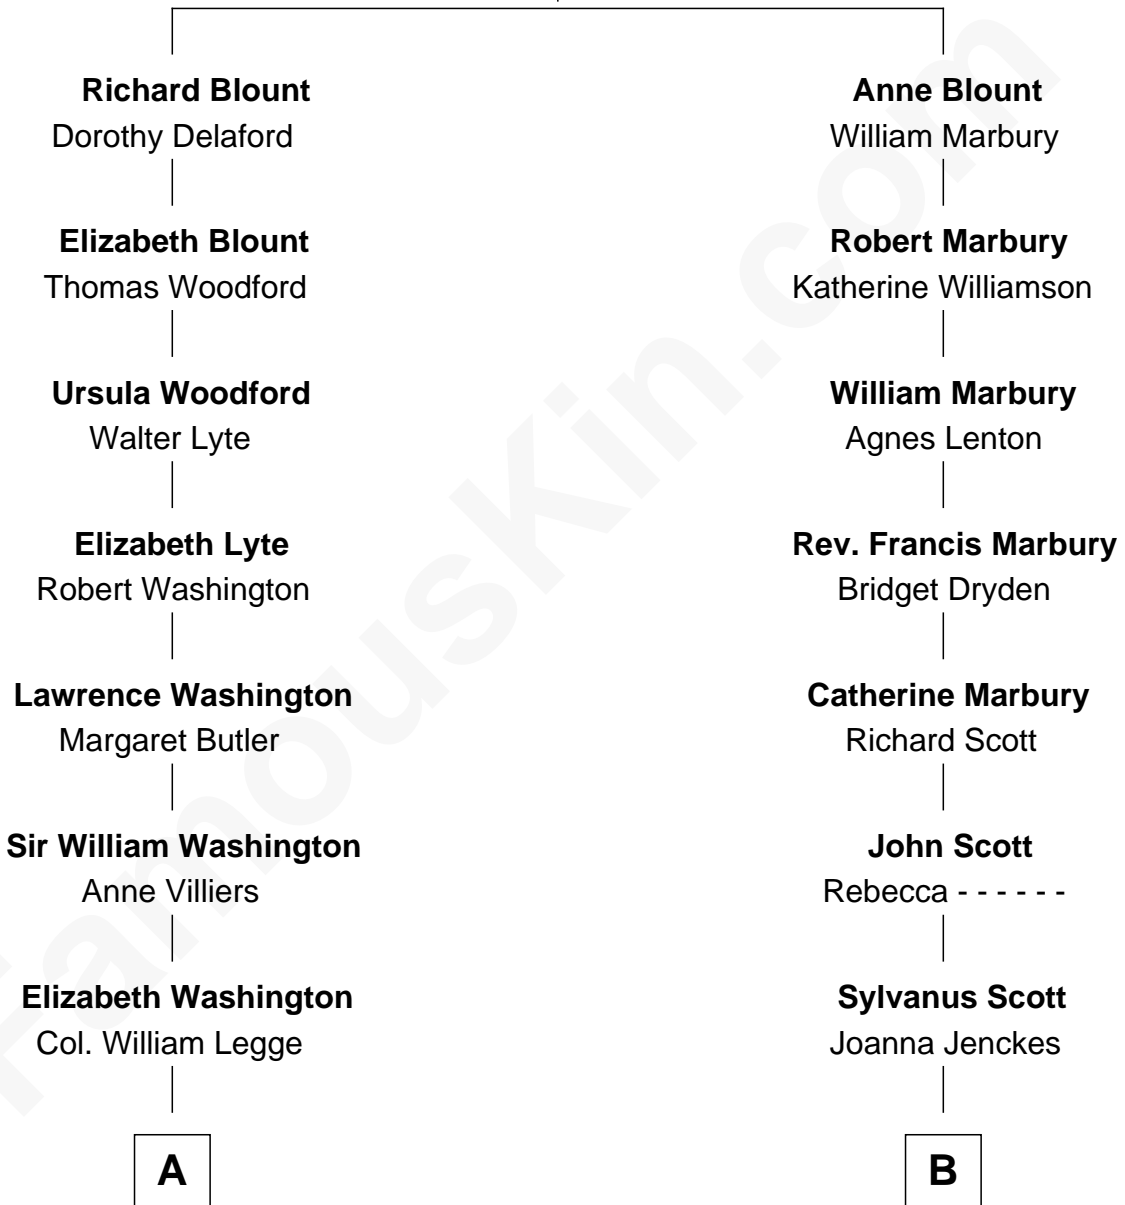 Richard Blount
Dorothy Delaford
Elizabeth Blount
Thomas Woodford
Ursula Woodford
Walter Lyte
Elizabeth Lyte
Robert Washington
Lawrence Washington
Margaret Butler
Sir William Washington
Anne Villiers
Elizabeth Washington
Col. William Legge
A
Anne Blount
William Marbury
Robert Marbury
Katherine Williamson
William Marbury
Agnes Lenton
Rev. Francis Marbury
Bridget Dryden
Catherine Marbury
Richard Scott
John Scott
Rebecca - - - - - -
Sylvanus Scott
Joanna Jenckes
B
FamousKin.com